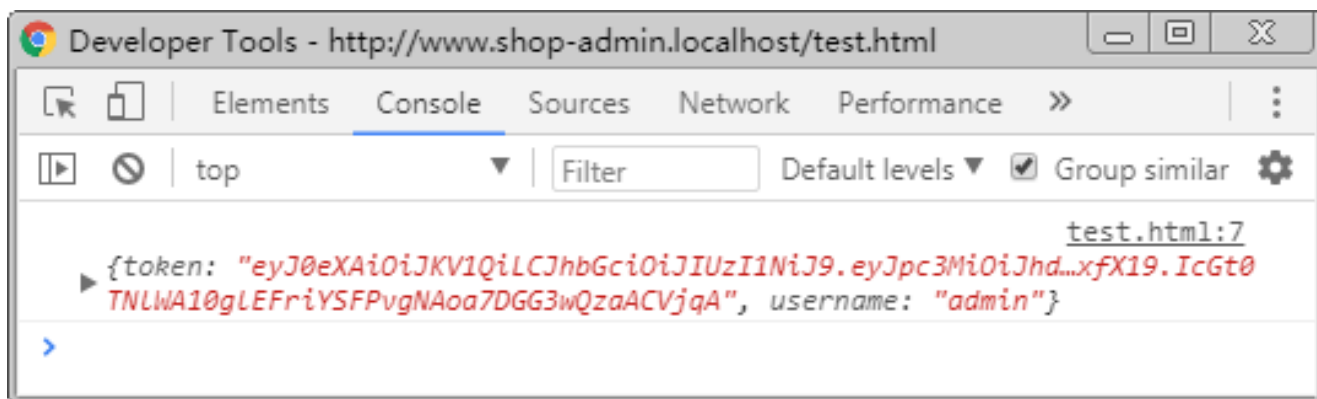 Developer Tools - http://www.shop-admin.localhost/test.html
Elements Console Sources Network Performance »
top ▼ Filter Default levels ▼ Group similar
test.html:7
{token: "eyJ0eXAiOiJKV1QiLCJhbGciOiJIUzI1NiJ9.eyJpc3MiOiJhd…xfX19.IcGt0
TNLWA10glEFriYSFPvgNAoa7DGG3wQzaACVjqA", username: "admin"}